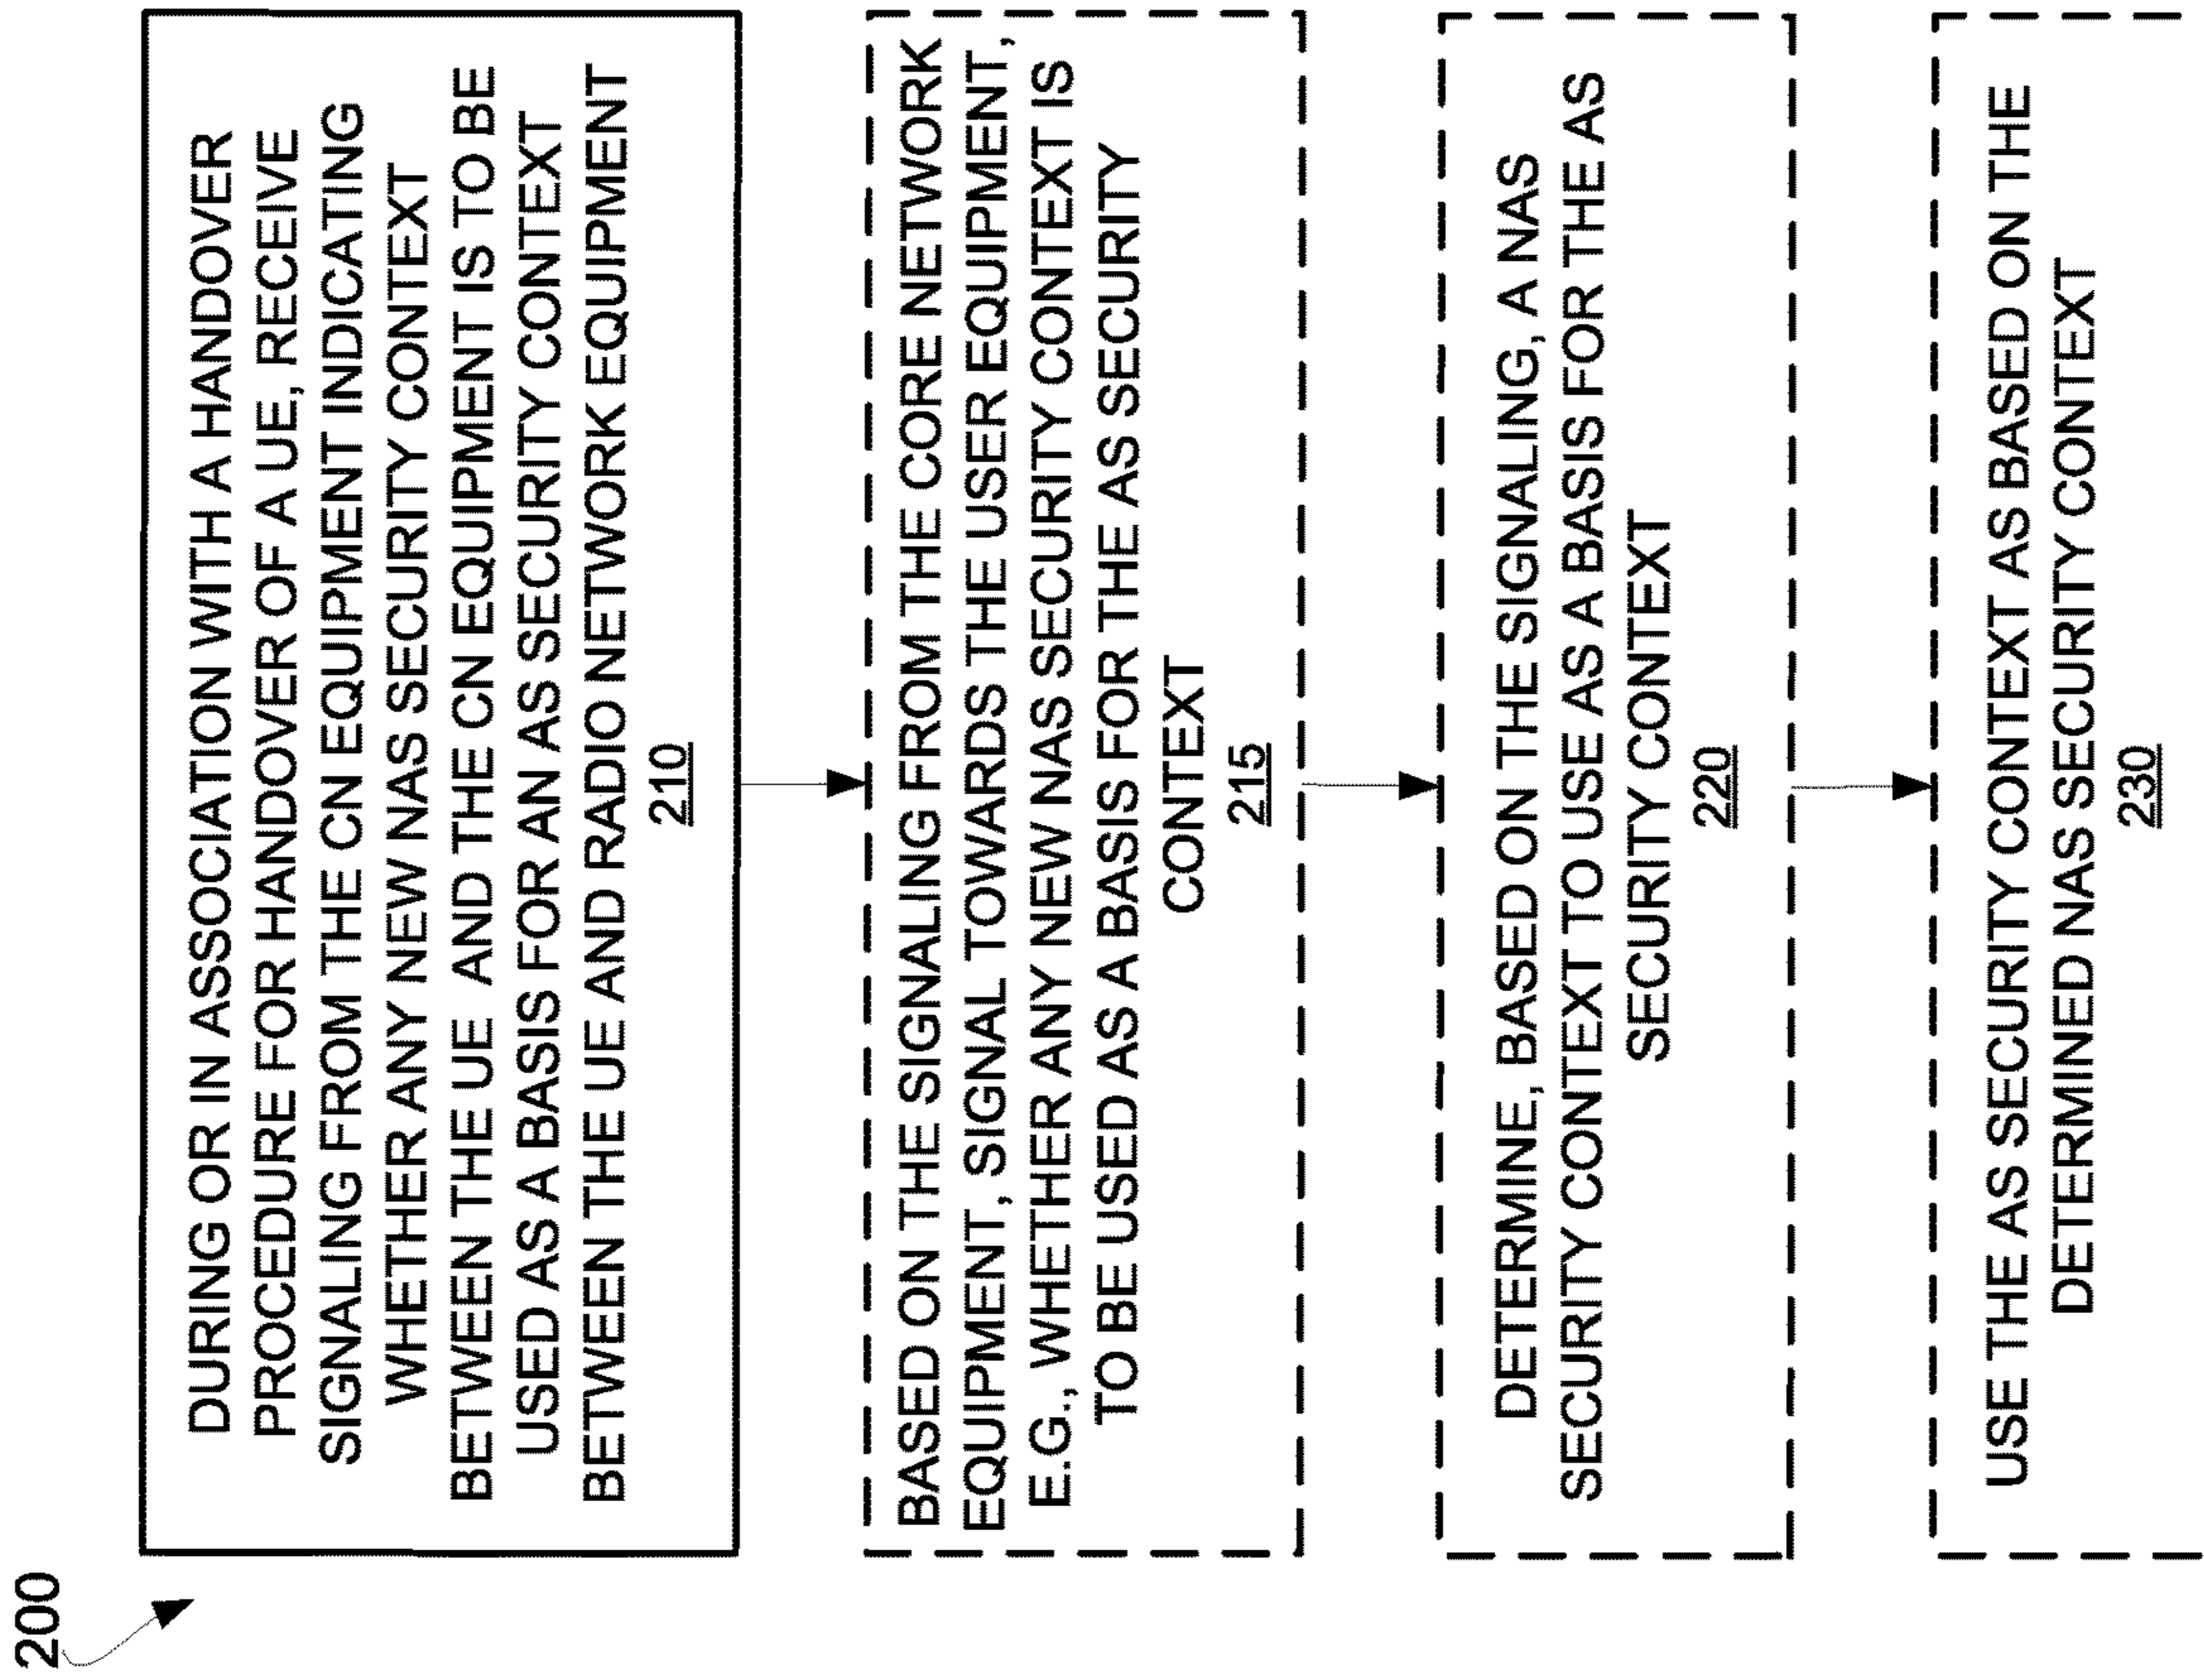 200
DURING OR IN ASSOCIATION WITH A HANDOVER
PROCEDURE FOR HANDOVER OF A UE, RECEIVE
SIGNALING FROM THE CN EQUIPMENT INDICATING
WHETHER ANY NEW NAS SECURITY CONTEXT
BETWEEN THE UE AND THE CN EQUIPMENT IS TO BE
USED AS A BASIS FOR AN AS SECURITY CONTEXT
BETWEEN THE UE AND RADIO NETWORK EQUIPMENT
210
BASED ON THE SIGNALING FROM THE CORE NETWORK
EQUIPMENT, SIGNAL TOWARDS THE USER EQUIPMENT,
E.G., WHETHER ANY NEW NAS SECURITY CONTEXT IS
TO BE USED AS A BASIS FOR THE AS SECURITY
CONTEXT
215
DETERMINE, BASED ON THE SIGNALING, A NAS
SECURITY CONTEXT TO USE AS A BASIS FOR THE AS
SECURITY CONTEXT
220
USE THE AS SECURITY CONTEXT AS BASED ON THE
DETERMINED NAS SECURITY CONTEXT
230